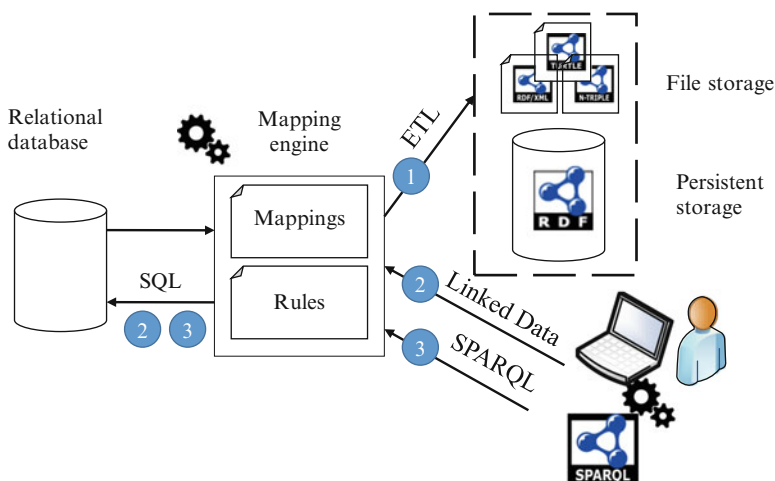 Relational
database
Mapping
engine
Mappings
Rules
SQL
2
3
ETL
1
TURTLE
RDF/XML
N-TRIPLE
File storage
RDF
Persistent
storage
2
Linked Data
3
SPARQL
SPARQL